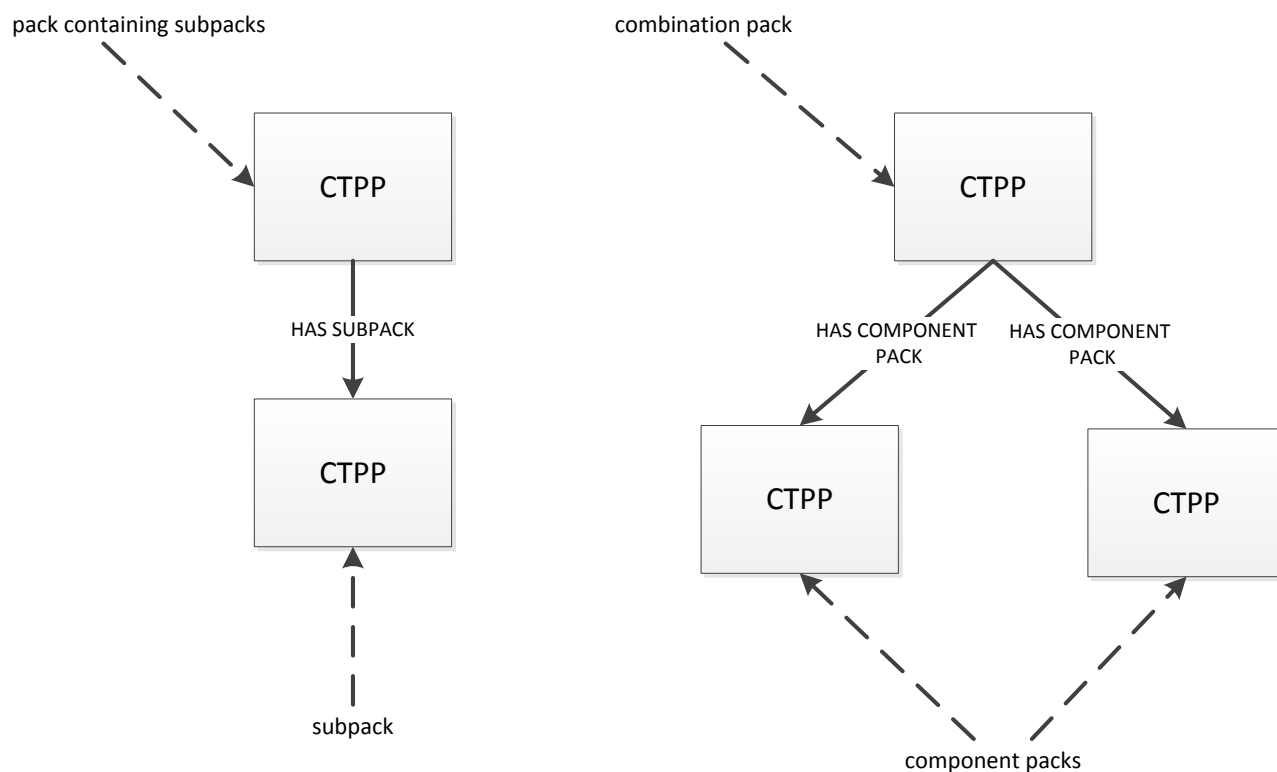 pack containing subpacks
CTPP
HAS SUBPACK
CTPP
subpack
combination pack
CTPP
HAS COMPONENT
PACK
HAS COMPONENT
PACK
CTPP
CTPP
component packs